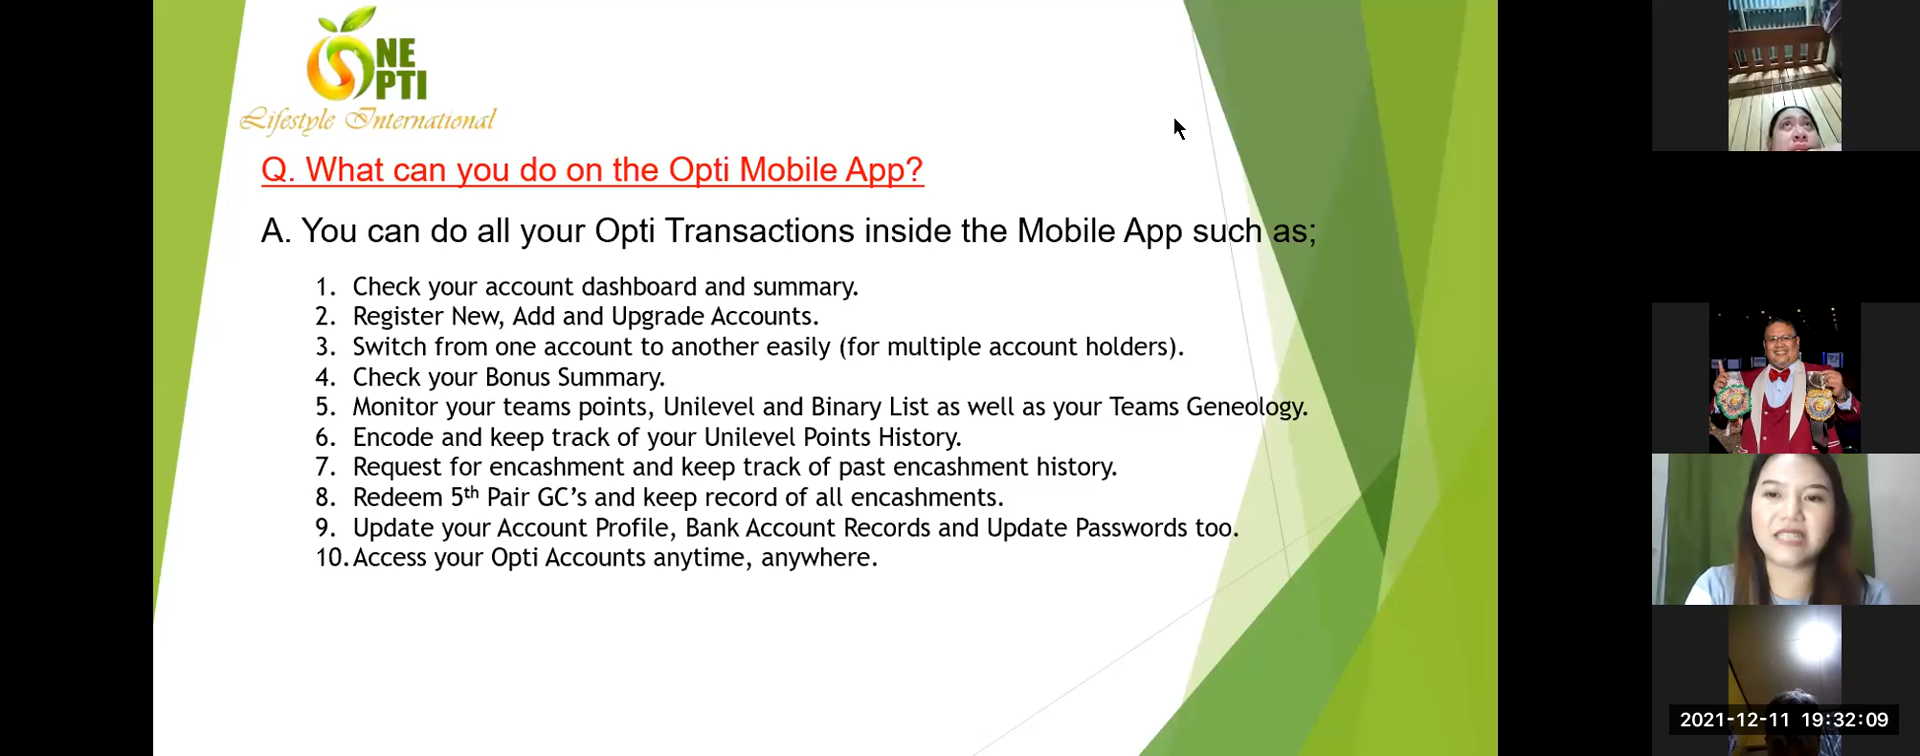 ONE
OPTI
Lifestyle International
Q. What can you do on the Opti Mobile App?
A. You can do all your Opti Transactions inside the Mobile App such as;
1. Check your account dashboard and summary.
2. Register New, Add and Upgrade Accounts.
3. Switch from one account to another easily (for multiple account holders).
4. Check your Bonus Summary.
5. Monitor your teams points, Unilevel and Binary List as well as your Teams Geneology.
6. Encode and keep track of your Unilevel Points History.
7. Request for encashment and keep track of past encashment history.
8. Redeem 5th Pair GC's and keep record of all encashments.
9. Update your Account Profile, Bank Account Records and Update Passwords too.
10. Access your Opti Accounts anytime, anywhere.
2021-12-11 19:32:09